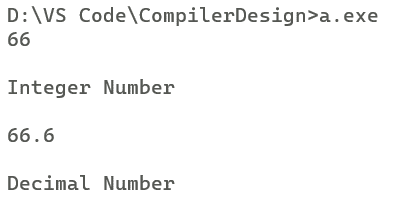 D:\VS Code\CompilerDesign>a.exe
66
Integer Number
66.6
Decimal Number